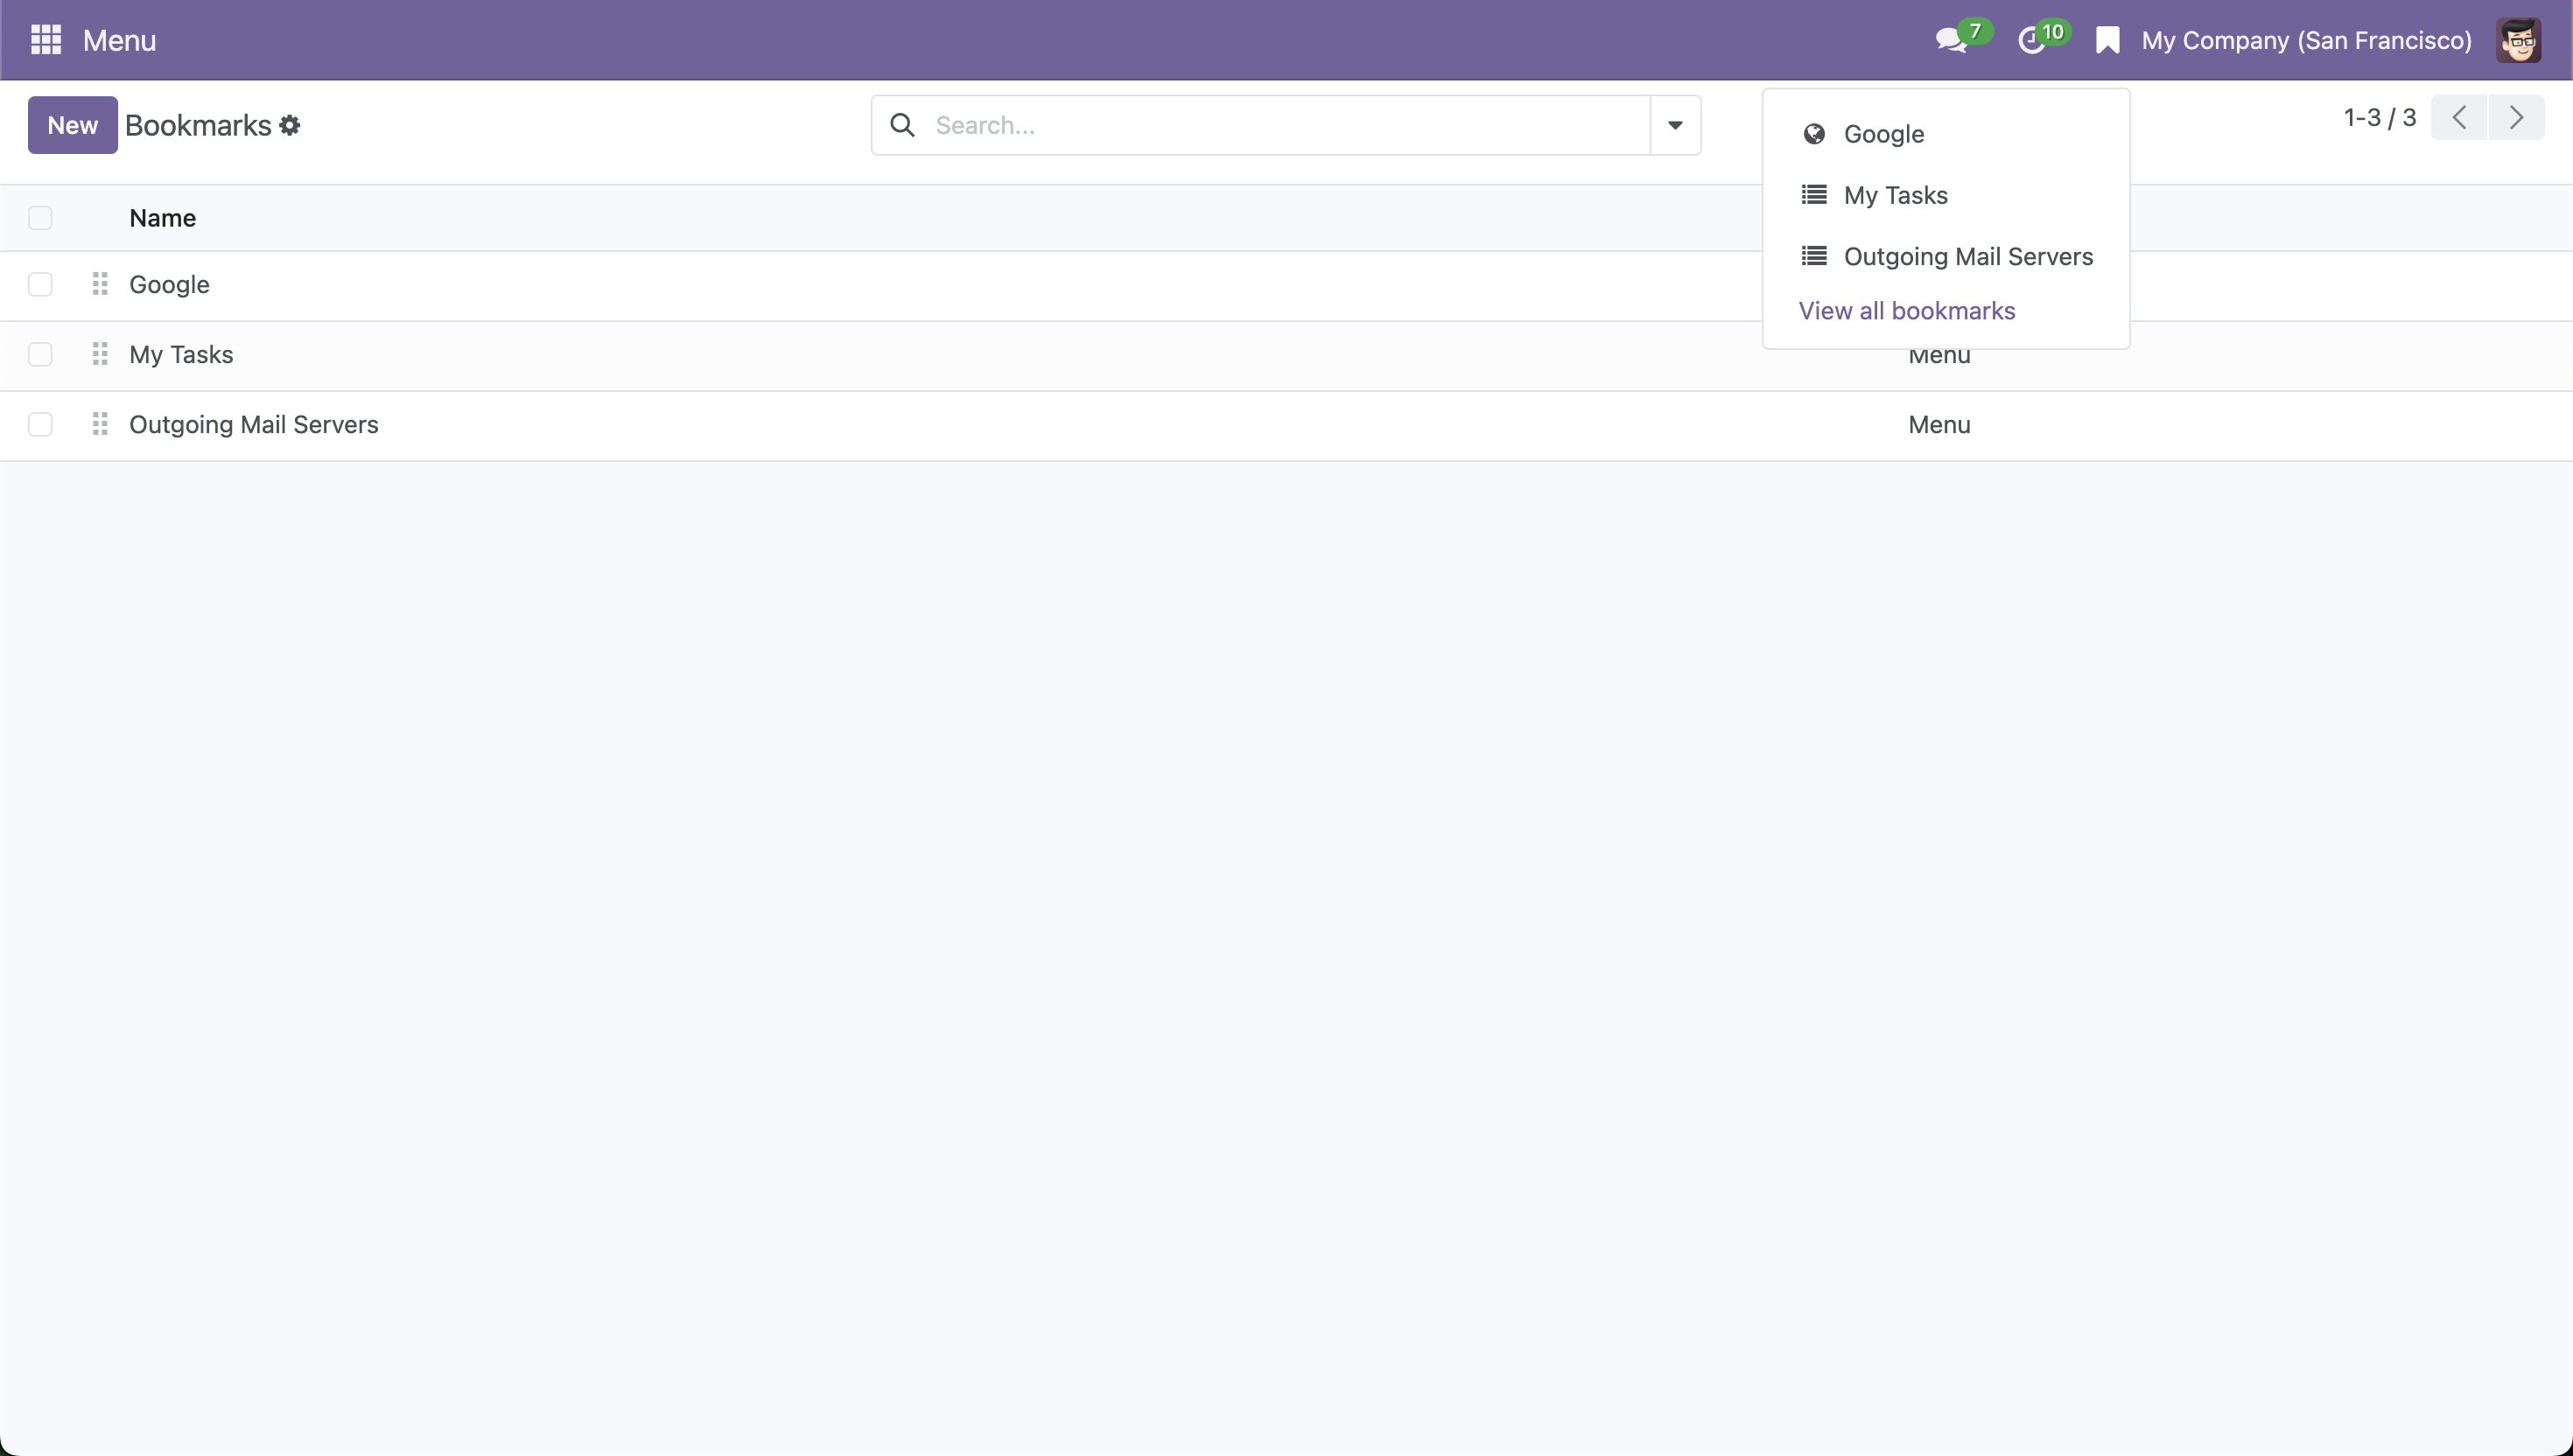 Menu
7
10
My Company (San Francisco)
New
Bookmarks
Search...
1-3 / 3
Google
My Tasks
Outgoing Mail Servers
View all bookmarks
Name
Google
My Tasks
Menu
Outgoing Mail Servers
Menu